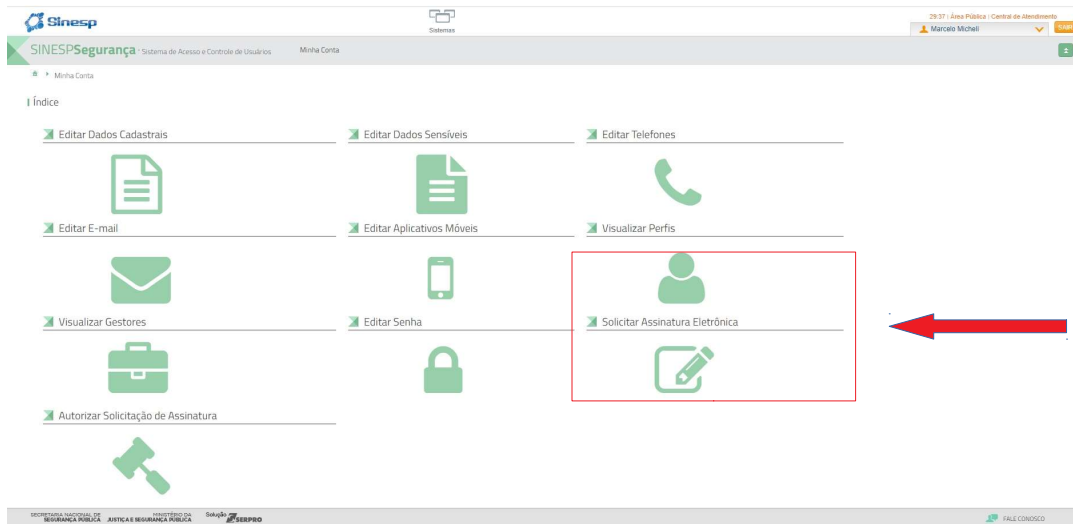 Sinesp
Sistemas
29:37 | Área Pública | Central de Atendimento
Marcelo Micheli
SAIR
SINESPSegurança - Sistema de Acesso e Controle de Usuários
Minha Conta
Minha Conta
Índice
Editar Dados Cadastrais
Editar Dados Sensíveis
Editar Telefones
Editar E-mail
Editar Aplicativos Móveis
Visualizar Perfis
Visualizar Gestores
Editar Senha
Solicitar Assinatura Eletrônica
Autorizar Solicitação de Assinatura
SECRETARIA NACIONAL DE
SEGURANÇA PÚBLICA
MINISTÉRIO DA
JUSTIÇA E SEGURANÇA PÚBLICA
Solução
SERPRO
FALE CONOSCO